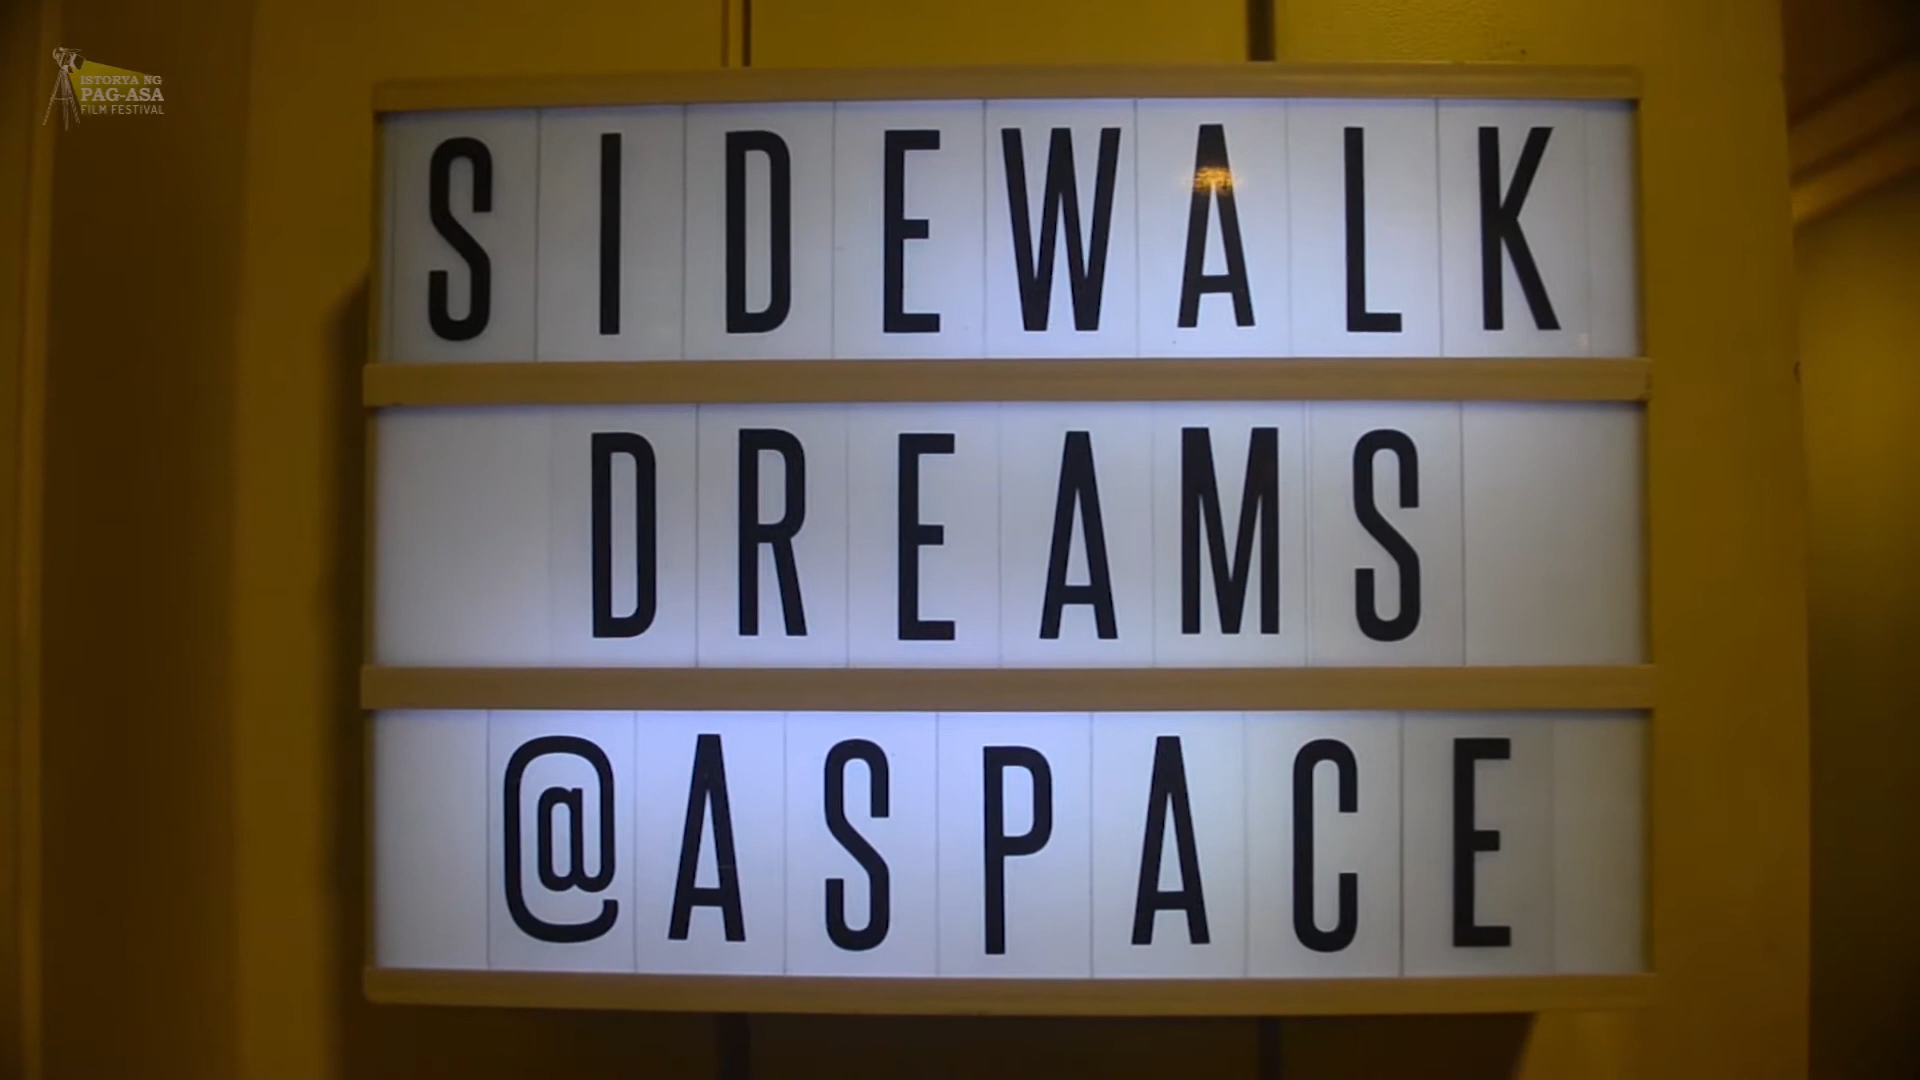 ISTORYA NG
PAG-ASA
FILM FESTIVAL
SIDEWALK
DREAMS
@ASPACE